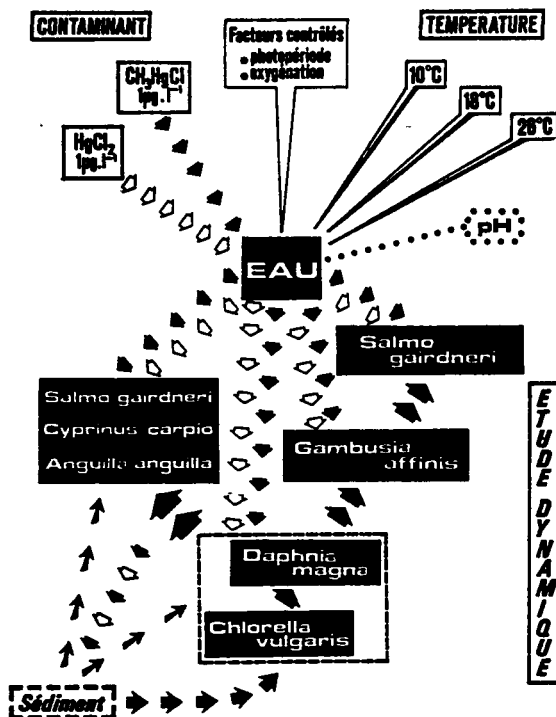 CONTAMINANT
Facteurs contrôlés
• photopériode
• oxygénation
TEMPERATURE
CH3HgCl
1µg.l-1
HgCl2
1µg.l-1
10°C
18°C
26°C
pH
EAU
Salmo
gairdneri
Salmo gairdneri
Cyprinus carpio
Anguilla anguilla
Gambusia
affinis
Daphnia
magna
Chlorella
vulgaris
Sédiment
ETUDE DYNAMIQUE